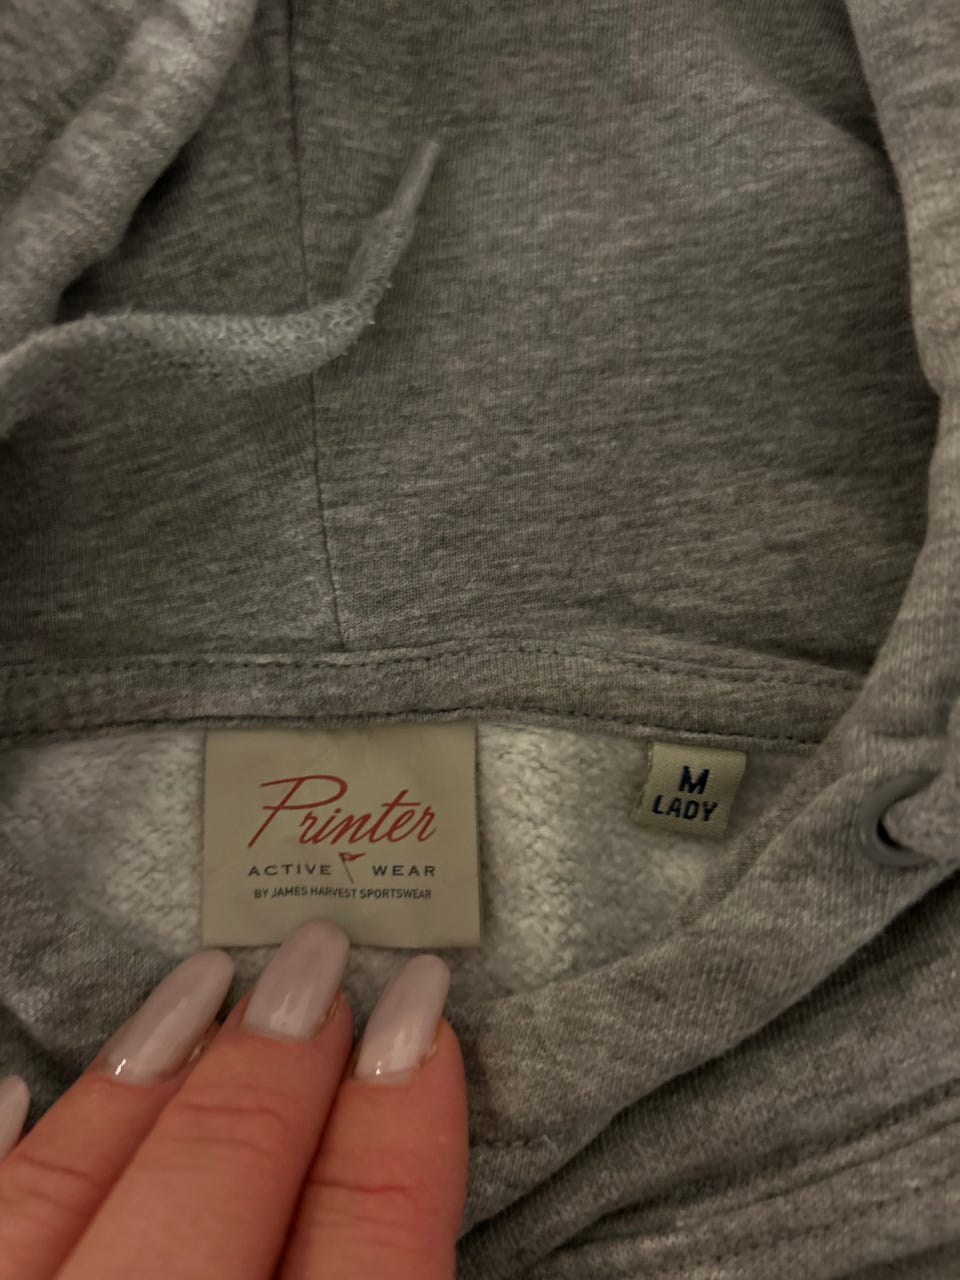 Printer
ACTIVE WEAR
BY JAMES HARVEST SPORTSWEAR
M
LADY